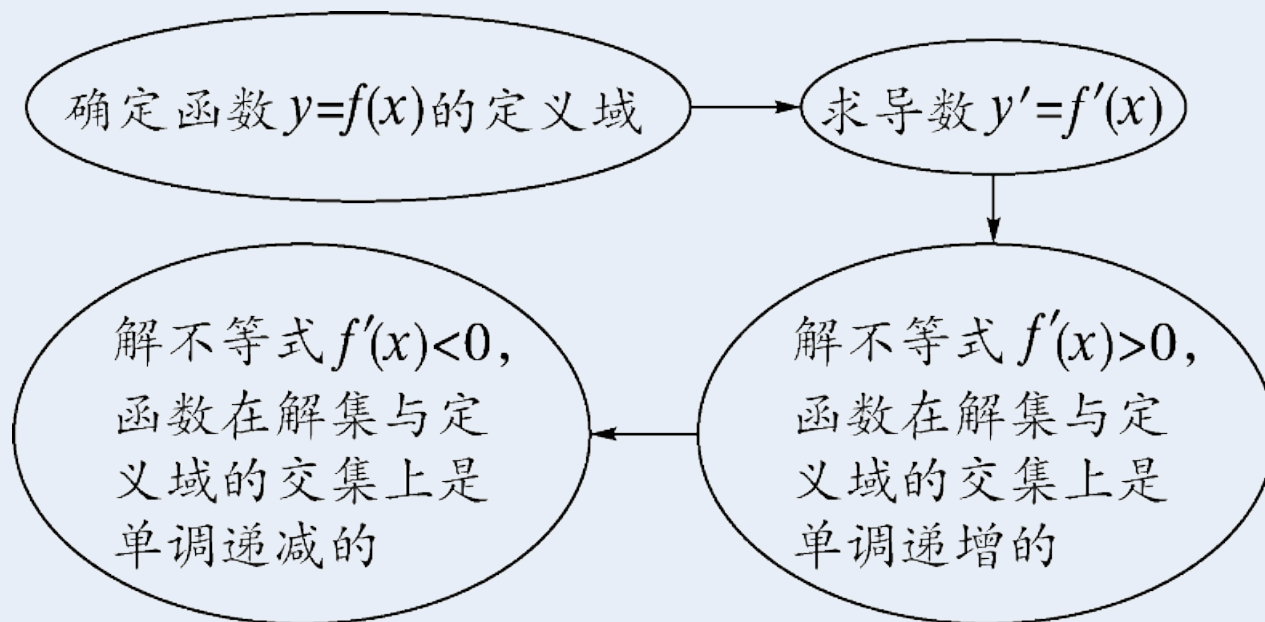 确定函数y=f(x)的定义域
求导数y′=f′(x)
解不等式f′(x)>0,
函数在解集与定
义域的交集上是
单调递增的
解不等式f′(x)<0,
函数在解集与定
义域的交集上是
单调递减的